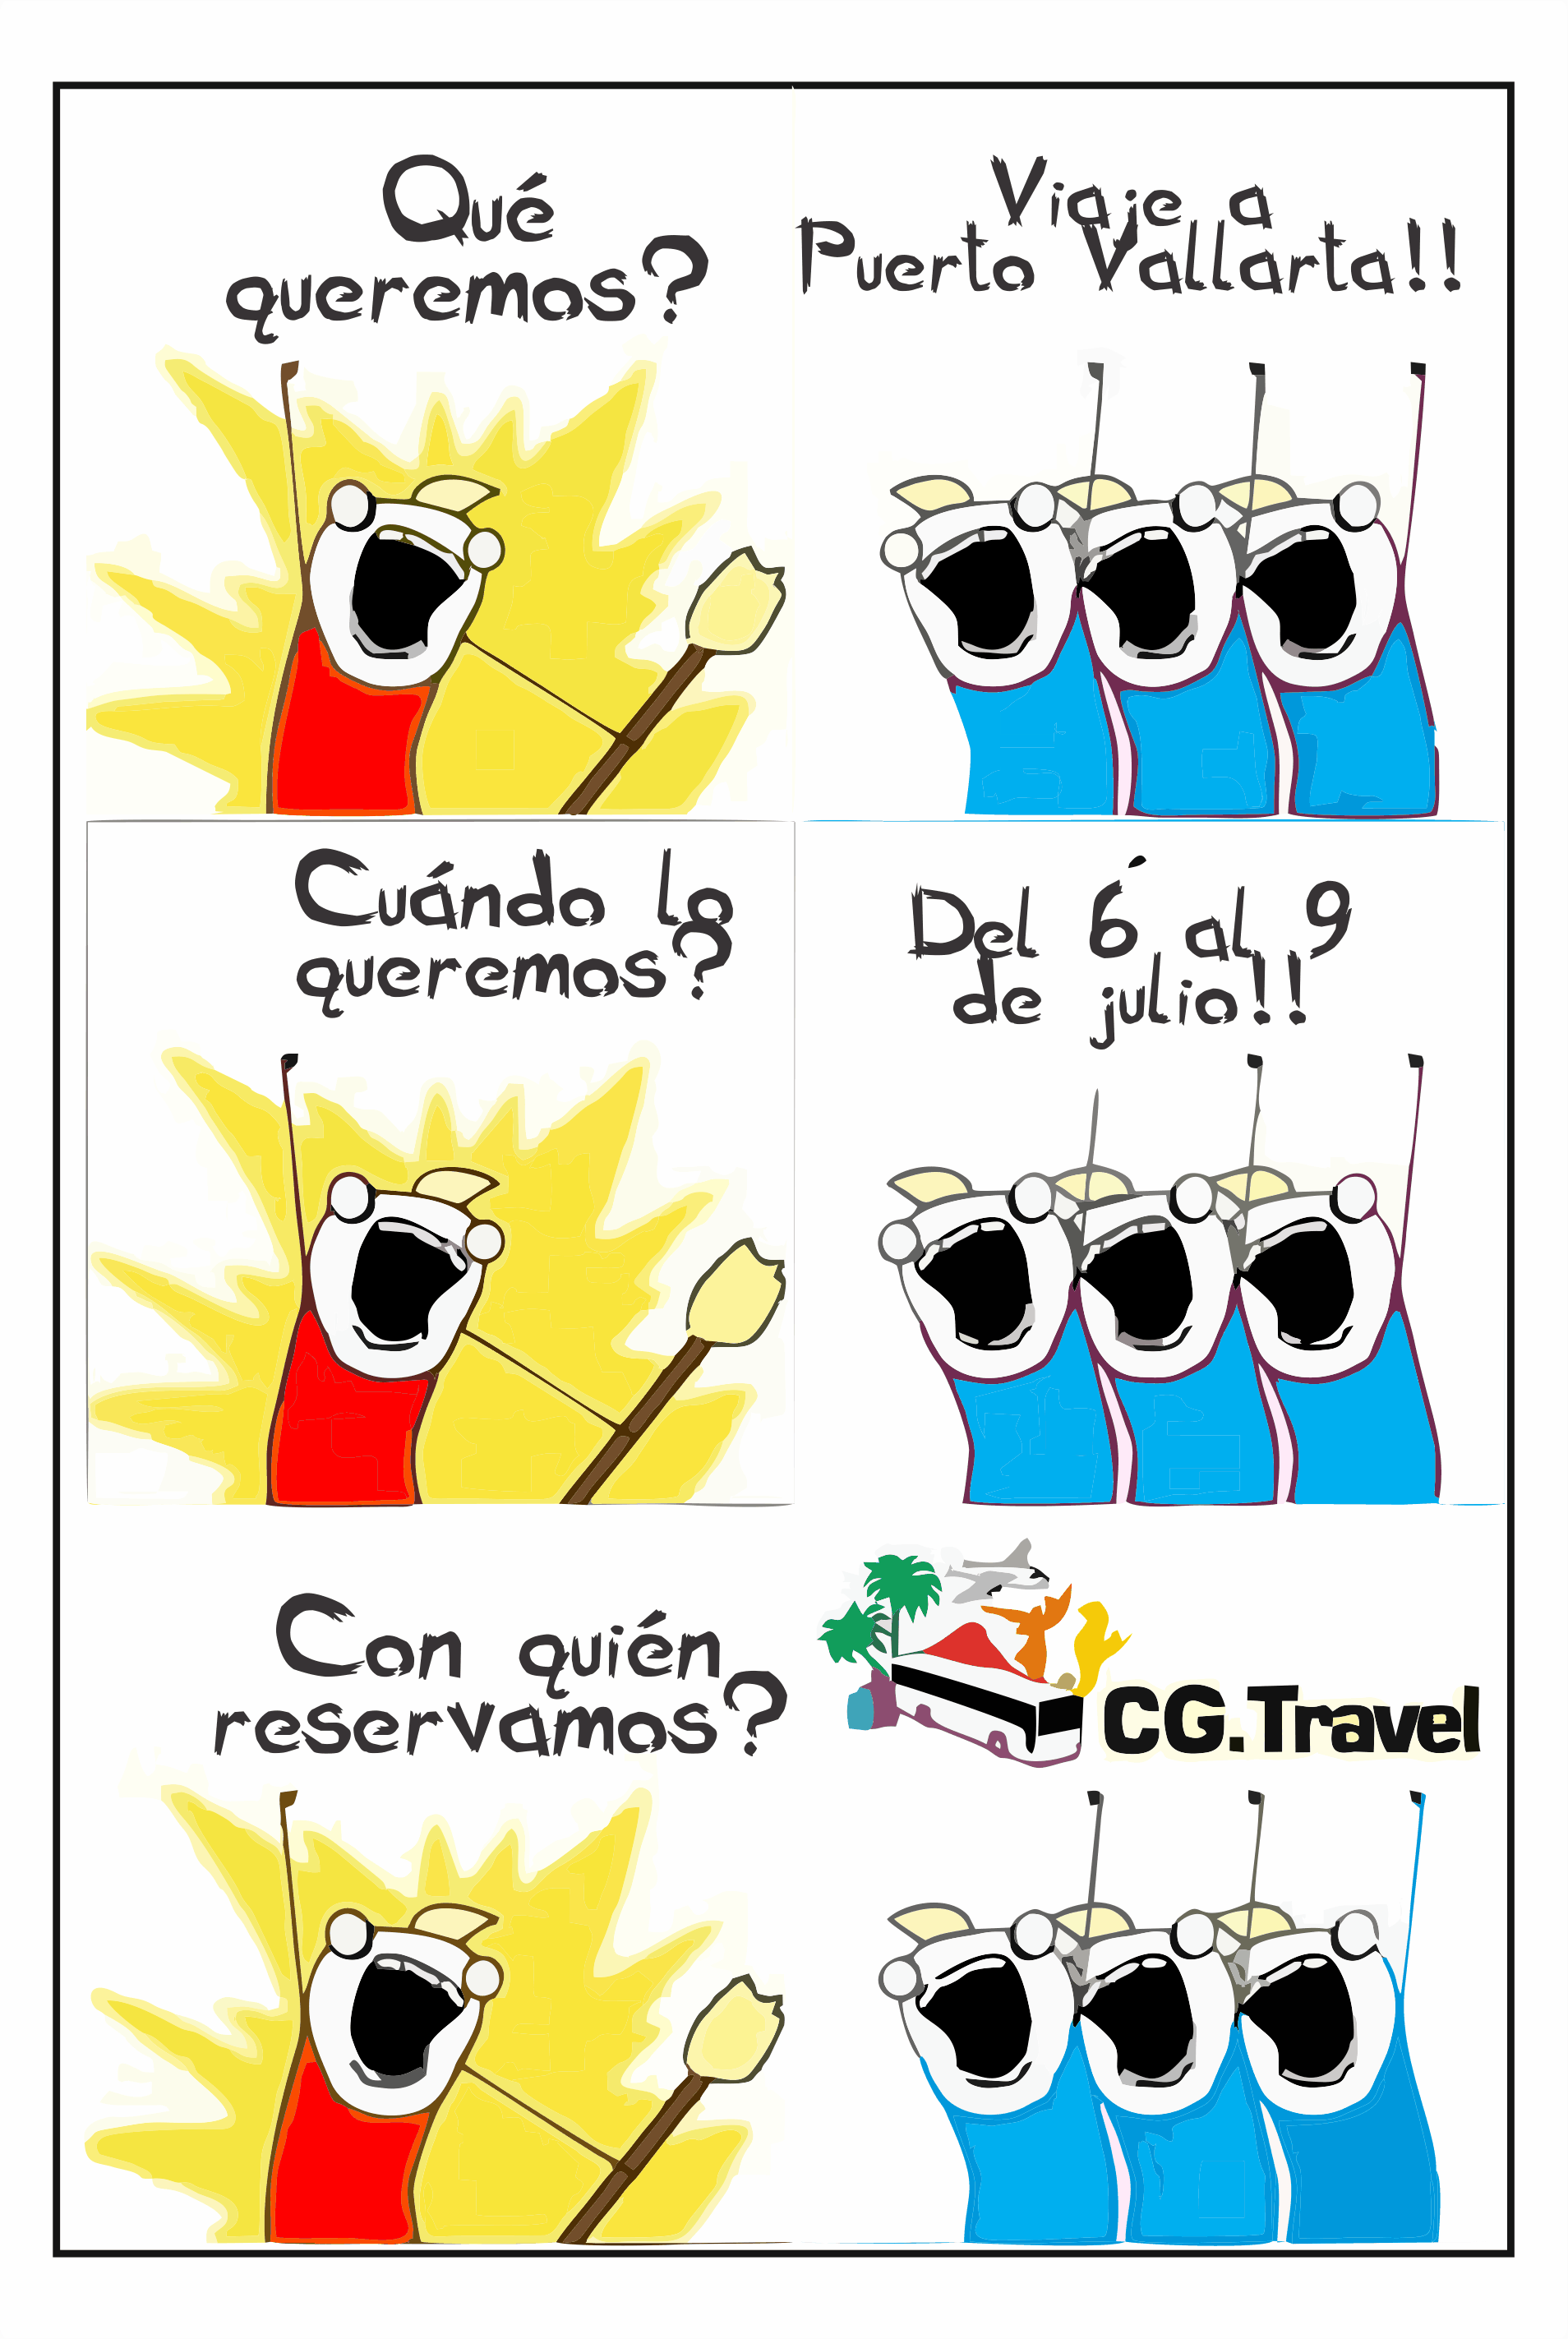 Qué
queremos?
Viaje a
Puerto Vallarta!!
Cuándo lo
queremos?
Del 6 al 9
de julio!!
Con quién
reservamos?
CG.Travel